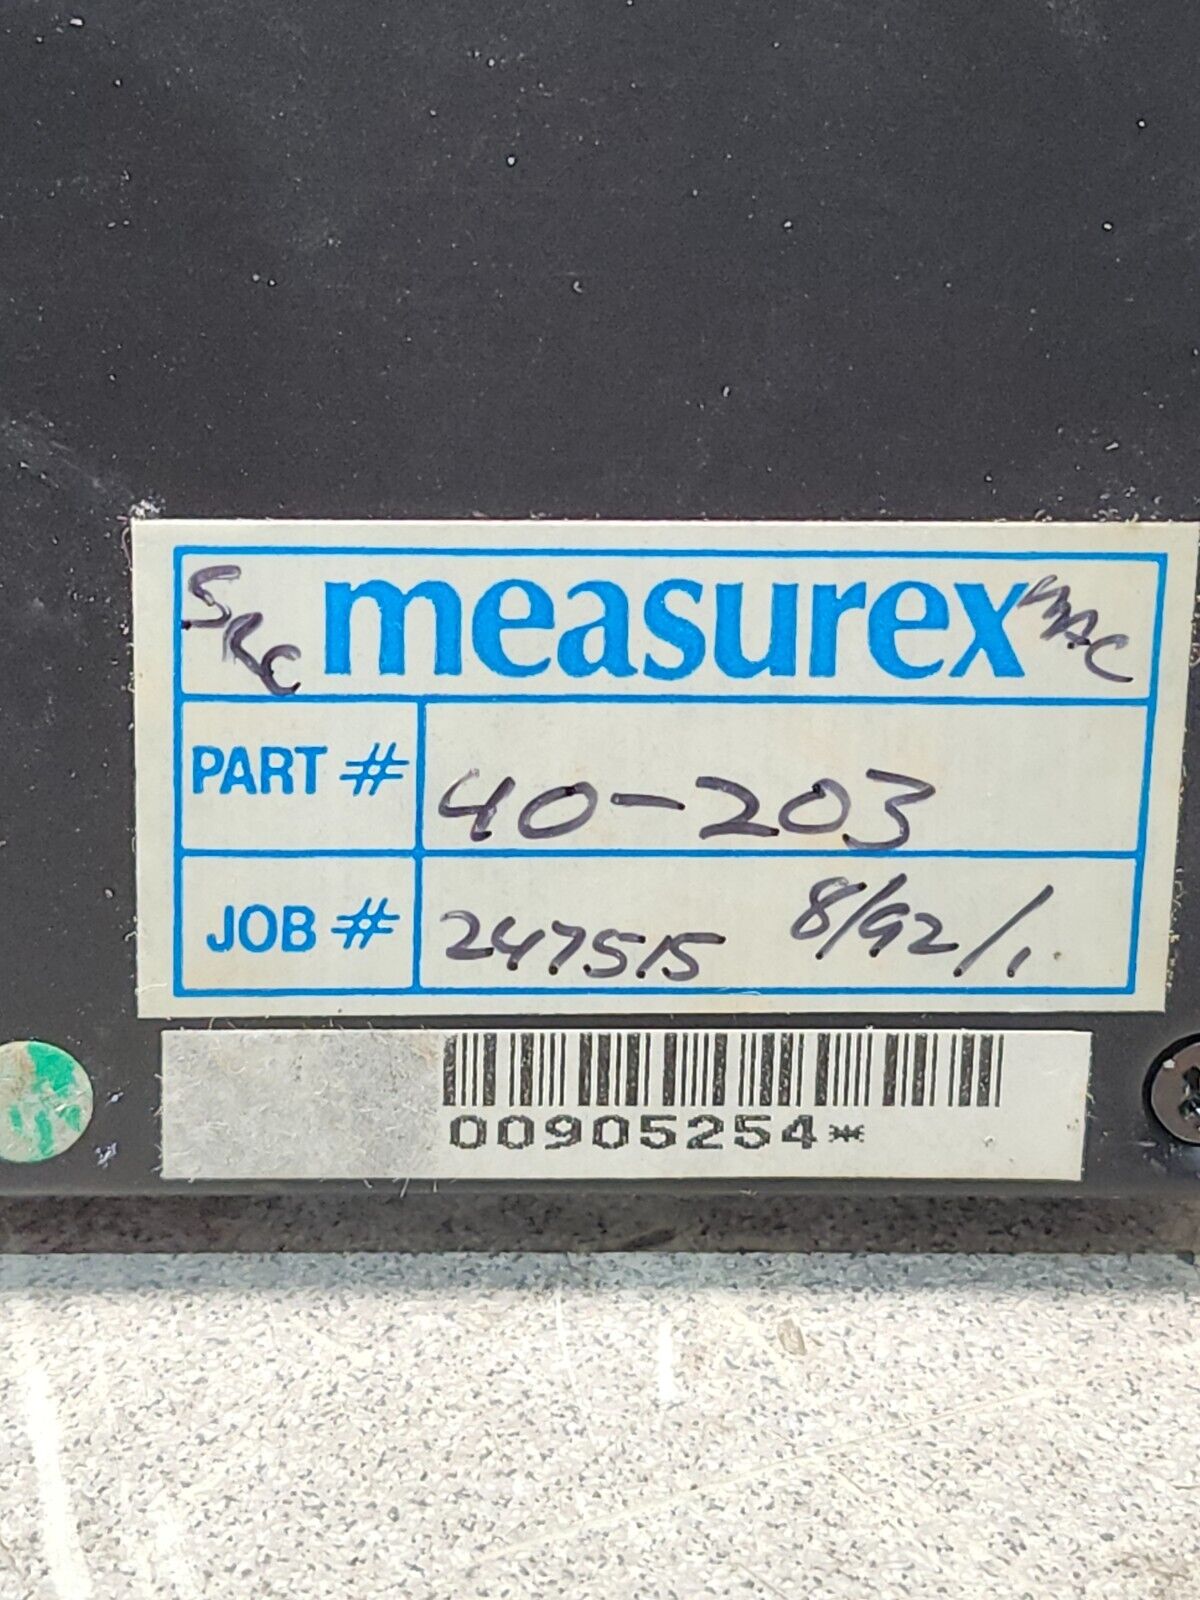 SRC measurex MAC
PART # 40-203
JOB # 247515 8/92/1.
00905254*